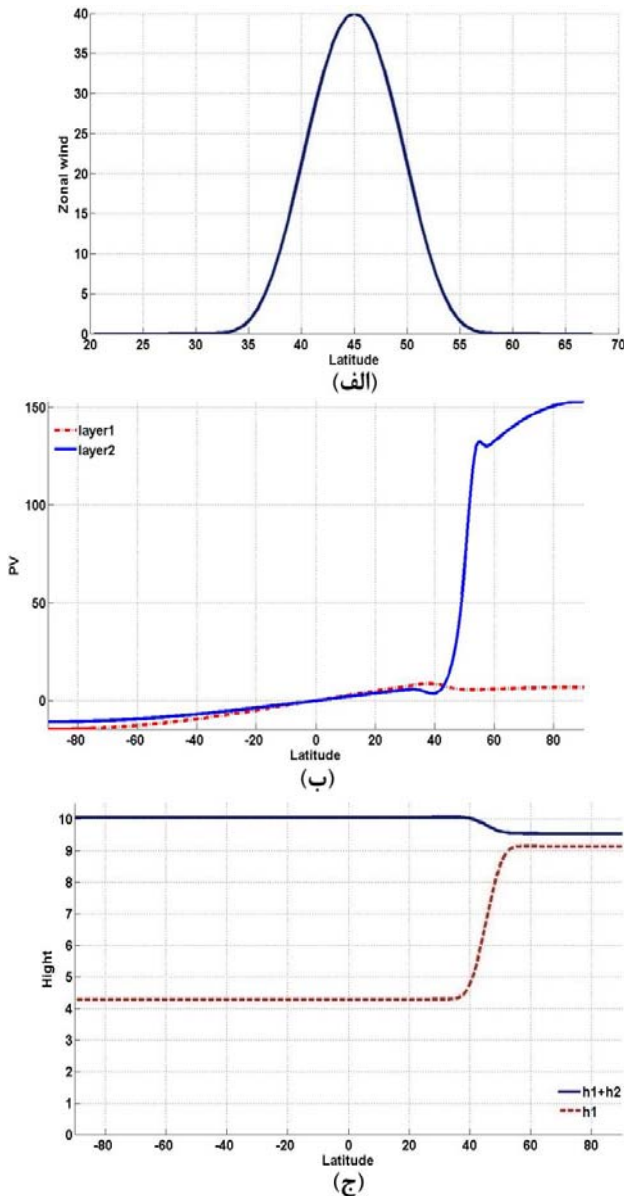 40
35
30
25
20
15
10
5
0
Zonal wind
20 25 30 35 40 45 50 55 60 65 70
Latitude
(الف)
150
100
50
0
PV
layer1
layer2
-80 -60 -40 -20 0 20 40 60 80
Latitude
(ب)
10
9
8
7
6
5
4
3
2
1
0
Hight
h1+h2
h1
-80 -60 -40 -20 0 20 40 60 80
Latitude
(ج)